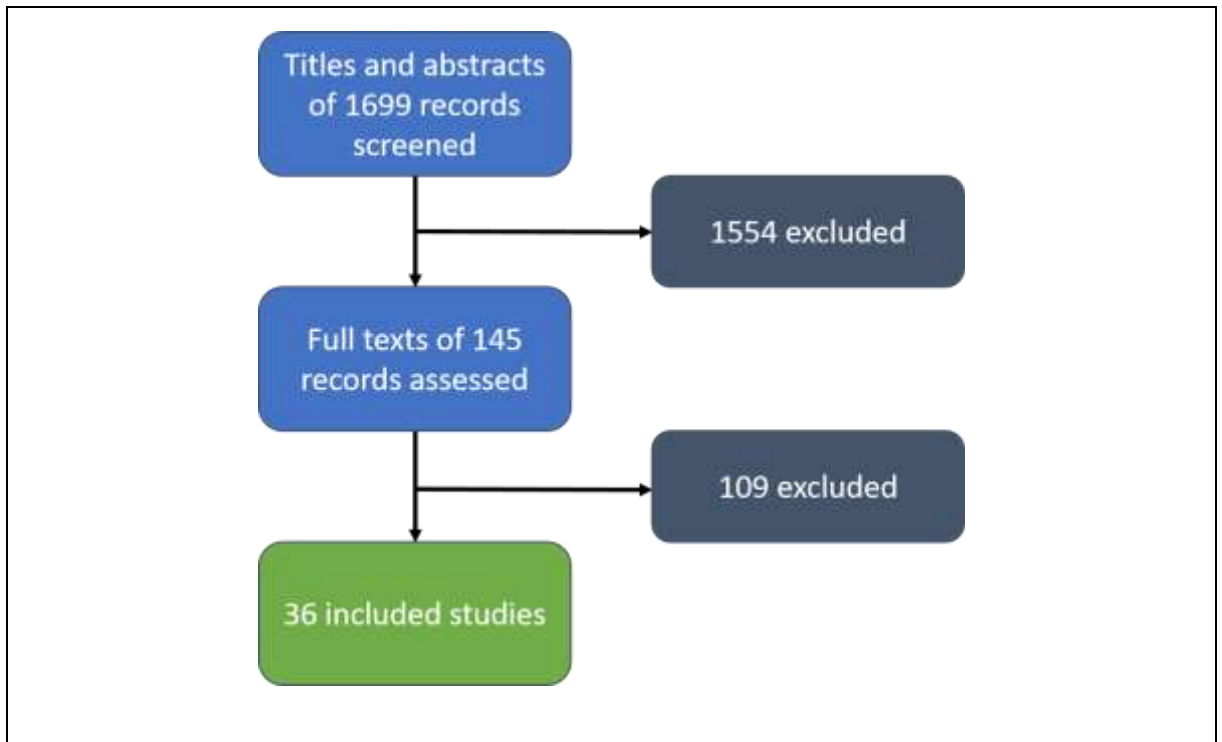 Titles and abstracts
of 1699 records
screened
1554 excluded
Full texts of 145
records assessed
109 excluded
36 included studies